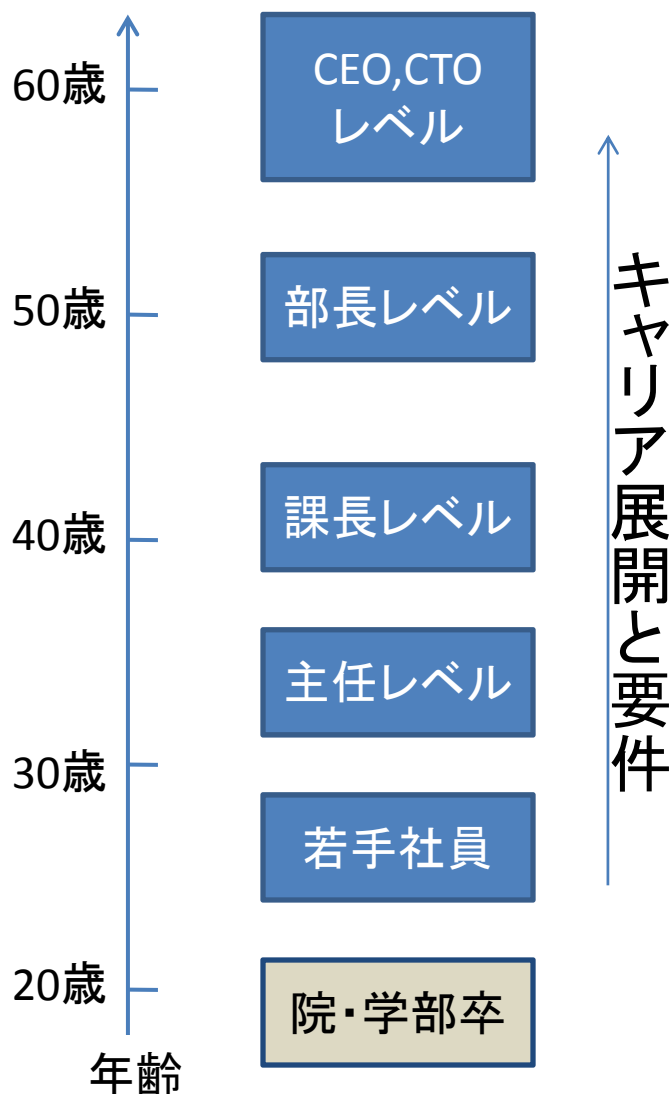 60歳
CEO,CTO
レベル
50歳
部長レベル
40歳
課長レベル
主任レベル
30歳
若手社員
20歳
院・学部卒
年齢
キャリア展開と要件